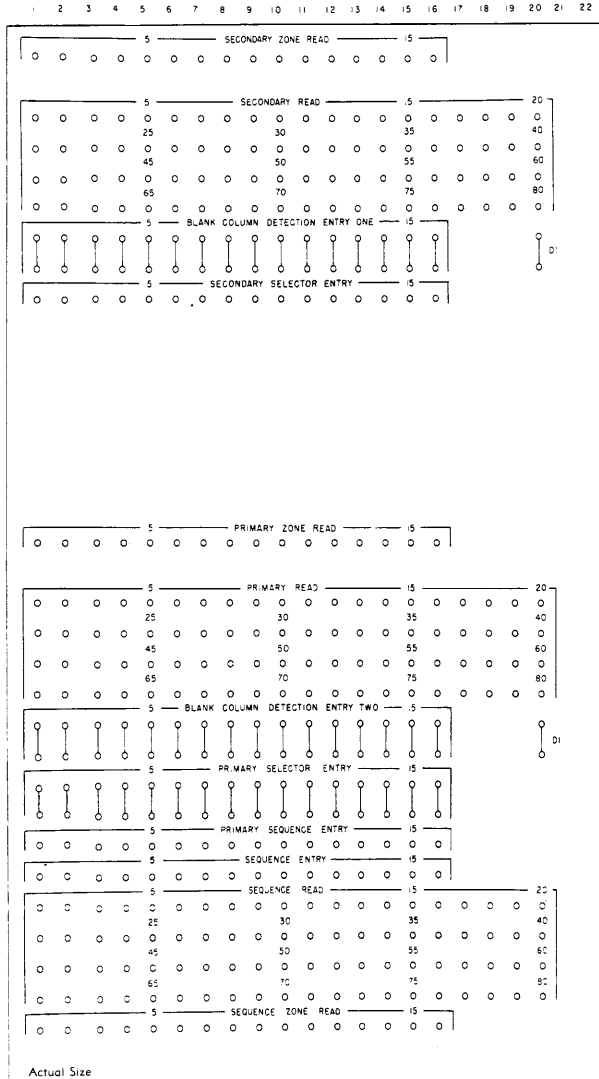 1 2 3 4 5 6 7 8 9 10 11 12 13 14 15 16 17 18 19 20 21 22
5 SECONDARY ZONE READ 15
5 SECONDARY READ 15 20
25 30 35 40
45 50 55 60
65 70 75 80
5 BLANK COLUMN DETECTION ENTRY ONE 15
DI
5 SECONDARY SELECTOR ENTRY 15
5 PRIMARY ZONE READ 15
5 PRIMARY READ 15 20
25 30 35 40
45 50 55 60
65 70 75 80
5 BLANK COLUMN DETECTION ENTRY TWO 15
DI
5 PRIMARY SELECTOR ENTRY 15
5 PRIMARY SEQUENCE ENTRY 15
5 SEQUENCE ENTRY 15
5 SEQUENCE READ 15 20
25 30 35 40
45 50 55 60
65 70 75 80
5 SEQUENCE ZONE READ 15
Actual Size